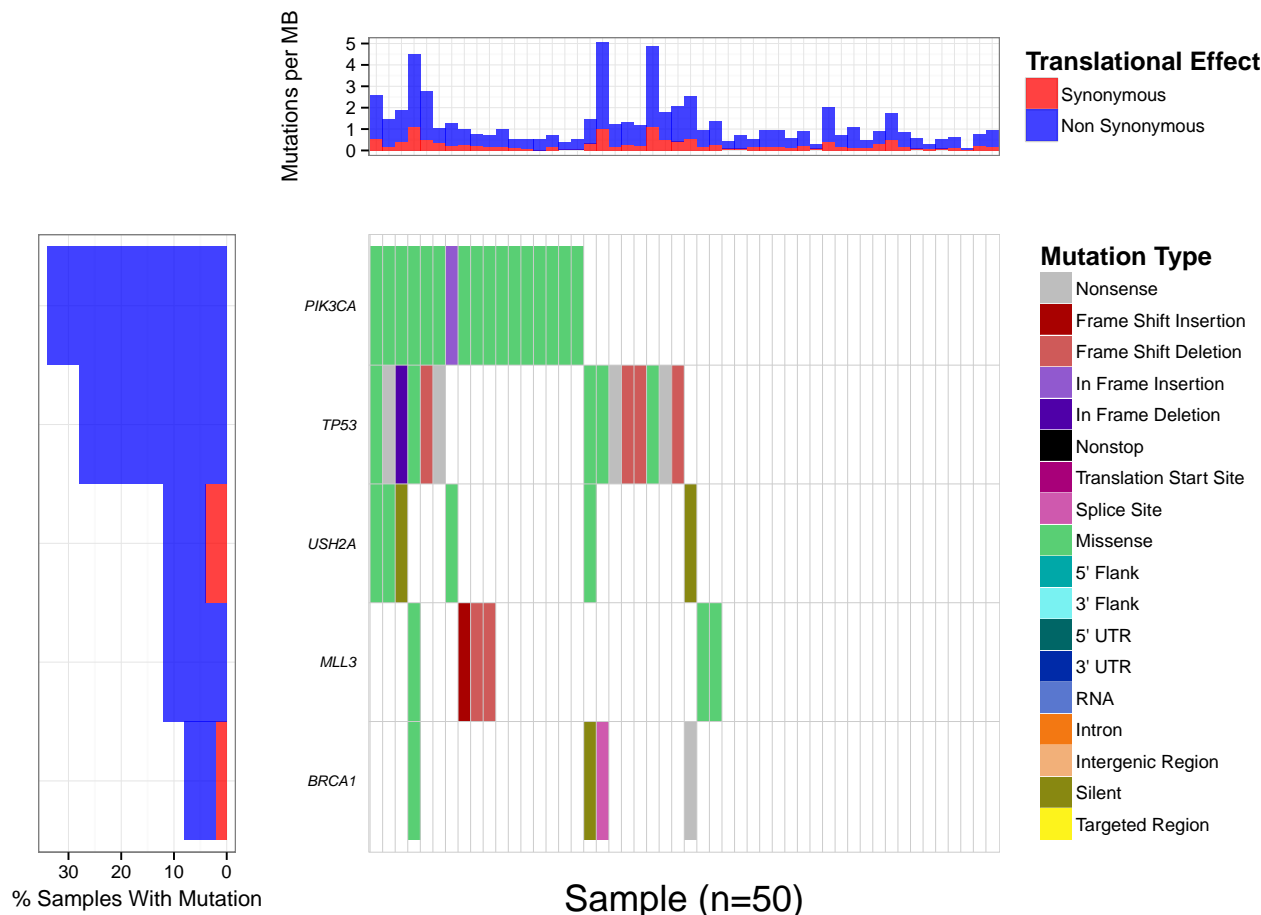 Mutations per MB
5
4
3
2
1
0
Translational Effect
Synonymous
Non Synonymous
PIK3CA
TP53
USH2A
MLL3
BRCA1
30 20 10 0
% Samples With Mutation
Sample (n=50)
Mutation Type
Nonsense
Frame Shift Insertion
Frame Shift Deletion
In Frame Insertion
In Frame Deletion
Nonstop
Translation Start Site
Splice Site
Missense
5' Flank
3' Flank
5' UTR
3' UTR
RNA
Intron
Intergenic Region
Silent
Targeted Region